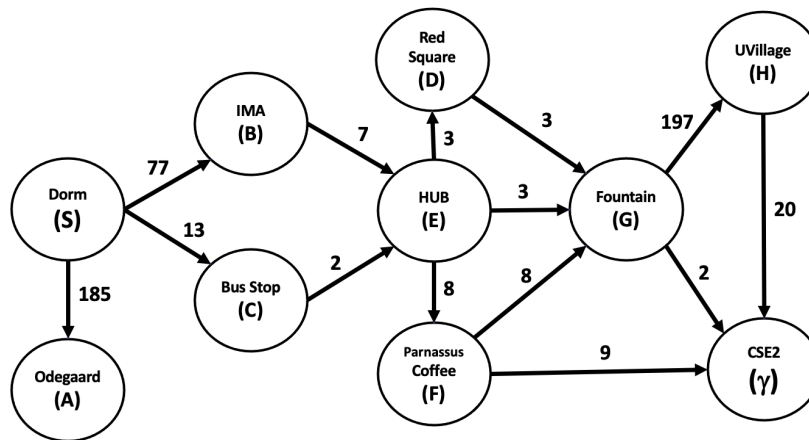 Red
Square
(D)
UVillage
(H)
IMA
(B)
3
197
77
7
3
Dorm
(S)
HUB
(E)
3
Fountain
(G)
13
20
2
Bus Stop
(C)
8
8
2
185
Parnassus
Coffee
(F)
9
CSE2
(γ)
Odegaard
(A)